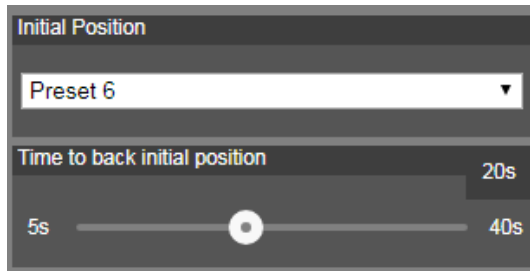 Initial Position
Preset 6
Time to back initial position
20s
5s 40s